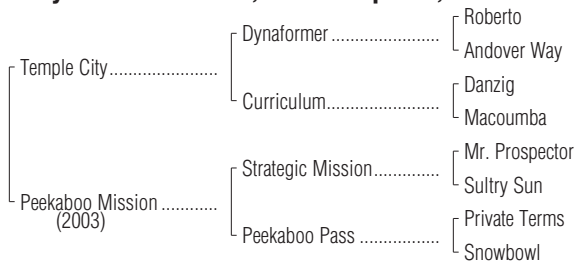 Roberto
Dynaformer
Andover Way
Temple City
Danzig
Curriculum
Macoumba
Mr. Prospector
Strategic Mission
Sultry Sun
Peekaboo Mission
(2003)
Private Terms
Peekaboo Pass
Snowbowl